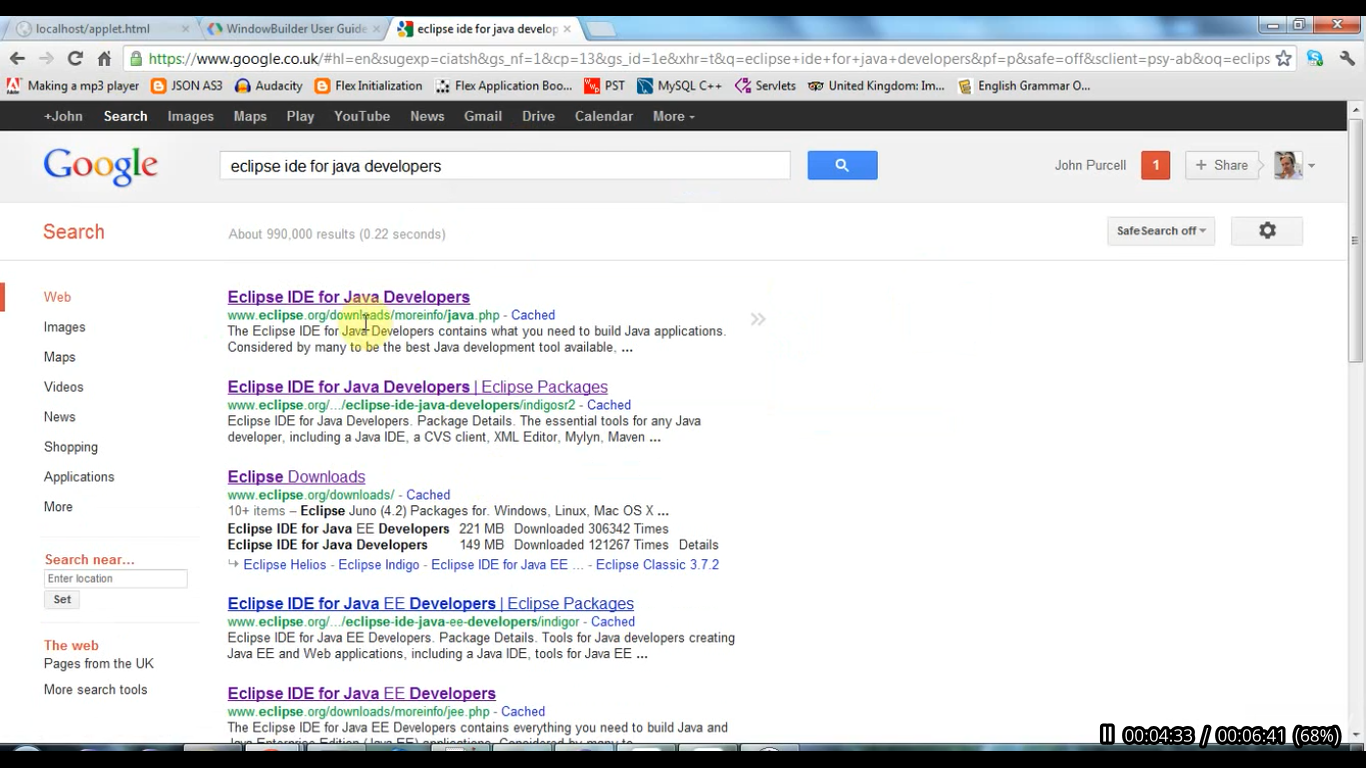 localhost/applet.html
WindowBuilder User Guide
eclipse ide for java develop
https://www.google.co.uk/#hl=en&sugexp=ciatsh&gs_nf=1&cp=13&gs_id=1e&xhr=t&q=eclipse+ide+for+java+developers&pf=p&safe=off&sclient=psy-ab&oq=eclips
Making a mp3 player JSON AS3 Audacity Flex Initialization Flex Application Boo... PST MySQL C++ Servlets United Kingdom: Im... English Grammar O...
+John Search Images Maps Play YouTube News Gmail Drive Calendar More
Google
eclipse ide for java developers
John Purcell 1 + Share
Search
About 990,000 results (0.22 seconds)
SafeSearch off
Web
Images
Maps
Videos
News
Shopping
Applications
More
Search near...
Enter location
Set
The web
Pages from the UK
More search tools
Eclipse IDE for Java Developers
www.eclipse.org/downloads/moreinfo/java.php - Cached
The Eclipse IDE for Java Developers contains what you need to build Java applications.
Considered by many to be the best Java development tool available, ...
Eclipse IDE for Java Developers | Eclipse Packages
www.eclipse.org/.../eclipse-ide-java-developers/indigosr2 - Cached
Eclipse IDE for Java Developers. Package Details. The essential tools for any Java
developer, including a Java IDE, a CVS client, XML Editor, Mylyn, Maven ...
Eclipse Downloads
www.eclipse.org/downloads/ - Cached
10+ items – Eclipse Juno (4.2) Packages for. Windows, Linux, Mac OS X ...
Eclipse IDE for Java EE Developers 221 MB Downloaded 306342 Times
Eclipse IDE for Java Developers 149 MB Downloaded 121267 Times Details
Eclipse Helios - Eclipse Indigo - Eclipse IDE for Java EE ... - Eclipse Classic 3.7.2
Eclipse IDE for Java EE Developers | Eclipse Packages
www.eclipse.org/.../eclipse-ide-java-ee-developers/indigor - Cached
Eclipse IDE for Java EE Developers. Package Details. Tools for Java developers creating
Java EE and Web applications, including a Java IDE, tools for Java EE ...
Eclipse IDE for Java EE Developers
www.eclipse.org/downloads/moreinfo/jee.php - Cached
The Eclipse IDE for Java EE Developers contains everything you need to build Java and
00:04:33 / 00:06:41 (68%)